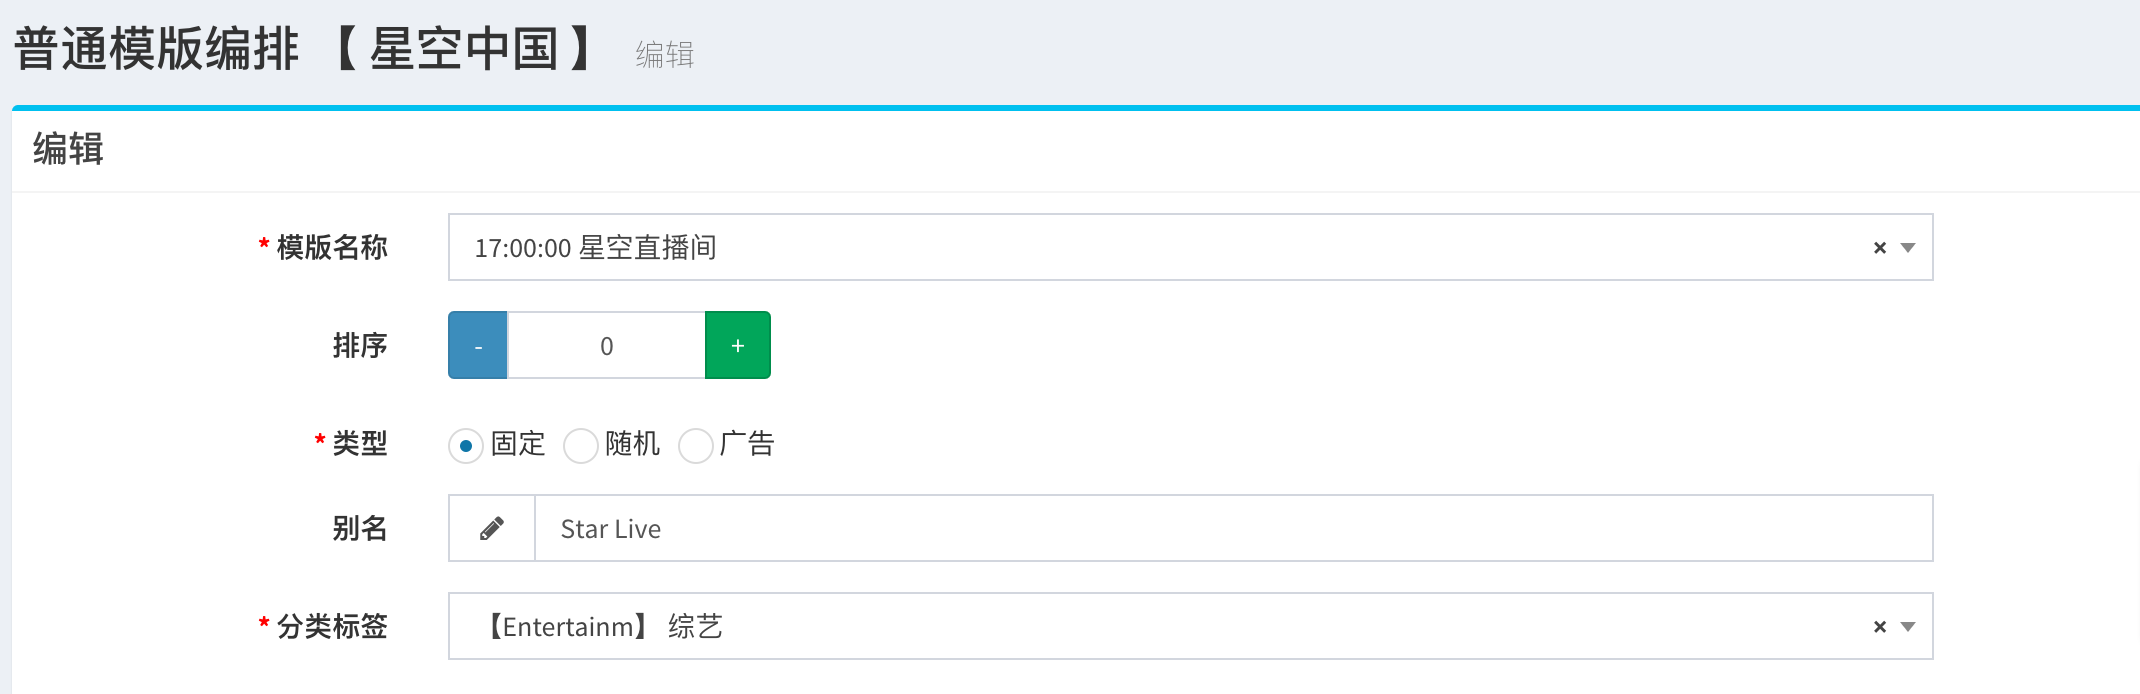 普通模版编排 【 星空中国 】 编辑
编辑
* 模版名称 17:00:00 星空直播间 ×
排序 - 0 +
* 类型 固定 随机 广告
别名 Star Live
* 分类标签 【Entertainm】 综艺 ×